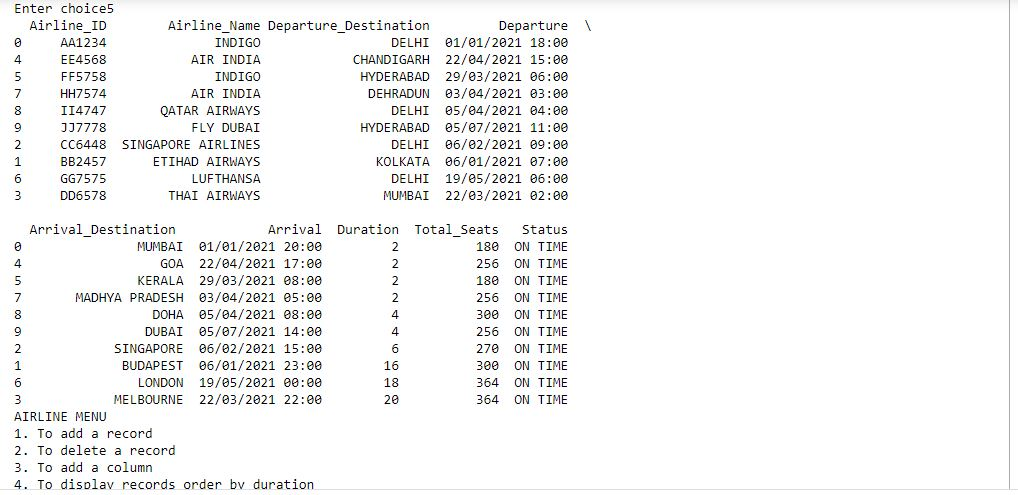 Enter choice5
  Airline_ID        Airline_Name Departure_Destination         Departure  \
0     AA1234              INDIGO                 DELHI  01/01/2021 18:00
4     EE4568           AIR INDIA            CHANDIGARH  22/04/2021 15:00
5     FF5758              INDIGO             HYDERABAD  29/03/2021 06:00
7     HH7574           AIR INDIA              DEHRADUN  03/04/2021 03:00
8     II4747       QATAR AIRWAYS                 DELHI  05/04/2021 04:00
9     JJ7778           FLY DUBAI             HYDERABAD  05/07/2021 11:00
2     CC6448  SINGAPORE AIRLINES                 DELHI  06/02/2021 09:00
1     BB2457      ETIHAD AIRWAYS               KOLKATA  06/01/2021 07:00
6     GG7575           LUFTHANSA                 DELHI  19/05/2021 06:00
3     DD6578        THAI AIRWAYS                MUMBAI  22/03/2021 02:00

  Arrival_Destination           Arrival  Duration  Total_Seats   Status
0              MUMBAI  01/01/2021 20:00         2          180  ON TIME
4                 GOA  22/04/2021 17:00         2          256  ON TIME
5              KERALA  29/03/2021 08:00         2          180  ON TIME
7      MADHYA PRADESH  03/04/2021 05:00         2          256  ON TIME
8                DOHA  05/04/2021 08:00         4          300  ON TIME
9               DUBAI  05/07/2021 14:00         4          256  ON TIME
2           SINGAPORE  06/02/2021 15:00         6          270  ON TIME
1            BUDAPEST  06/01/2021 23:00        16          300  ON TIME
6              LONDON  19/05/2021 00:00        18          364  ON TIME
3           MELBOURNE  22/03/2021 22:00        20          364  ON TIME
AIRLINE MENU
1. To add a record
2. To delete a record
3. To add a column
4. To display records order by duration